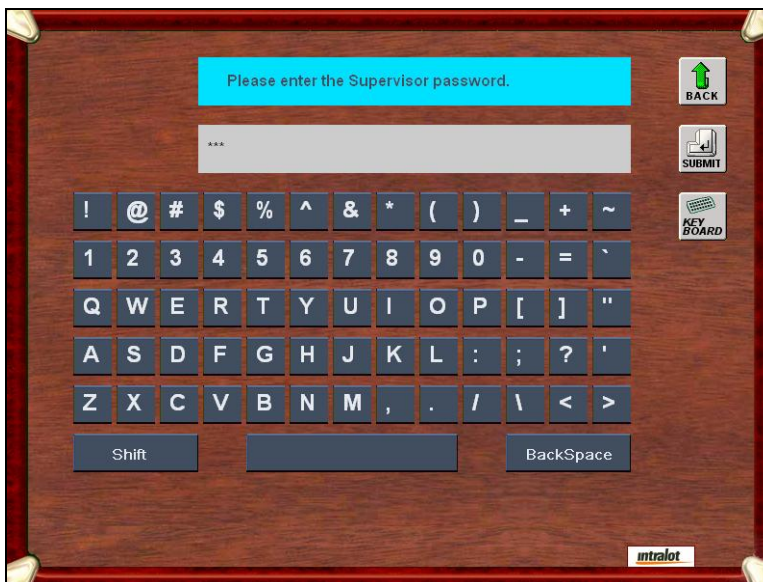 Please enter the Supervisor password.
BACK
***
SUBMIT
! @ # $ % ^ & * ( ) _ + ~
KEY
BOARD
1 2 3 4 5 6 7 8 9 0 - = `
Q W E R T Y U I O P [ ] "
A S D F G H J K L : ; ? '
Z X C V B N M , . / \ < >
Shift BackSpace
intralot